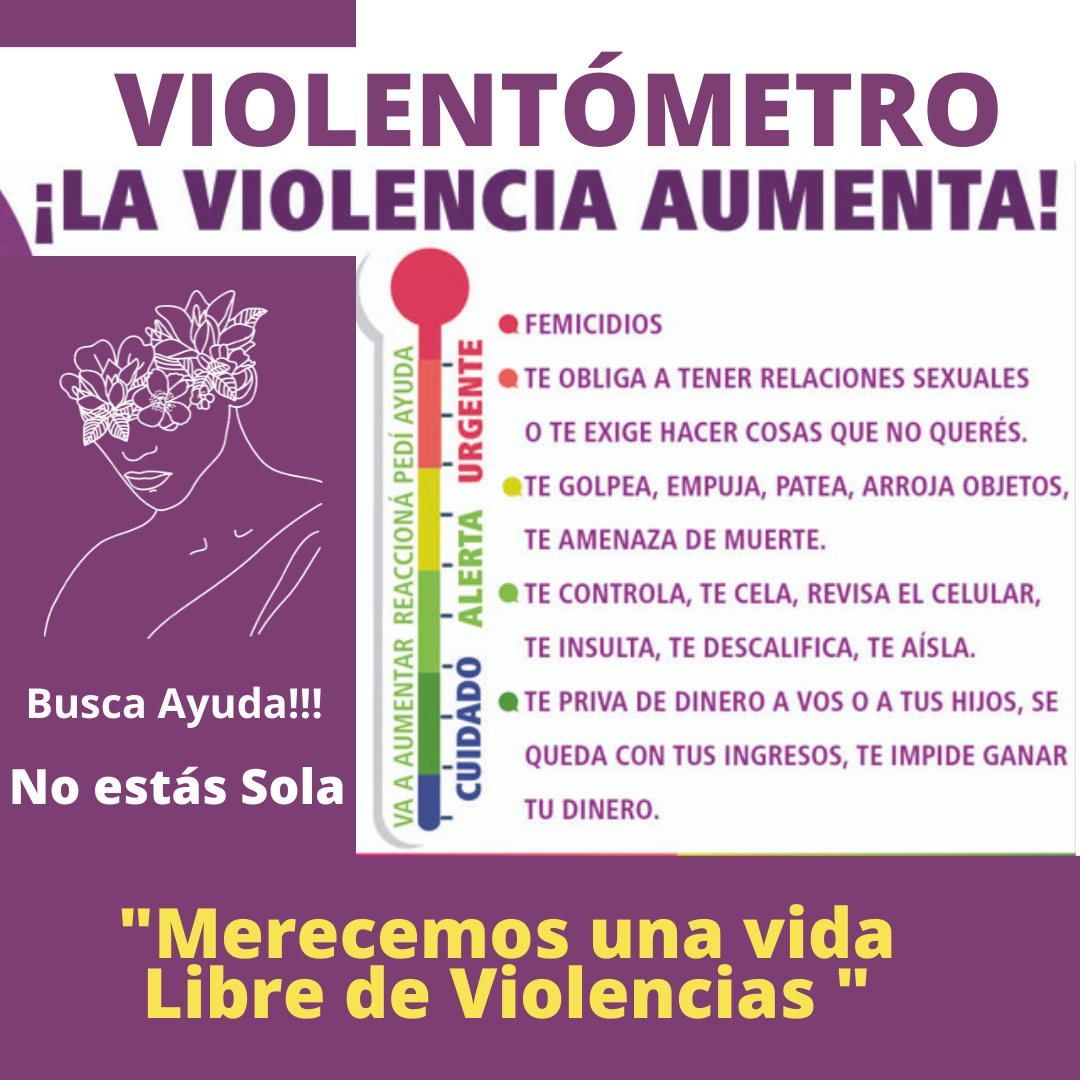 VIOLENTÓMETRO
¡LA VIOLENCIA AUMENTA!
VA A AUMENTAR REACCIONÁ PEDÍ AYUDA
URGENTE
ALERTA
CUIDADO
FEMICIDIOS
TE OBLIGA A TENER RELACIONES SEXUALES
O TE EXIGE HACER COSAS QUE NO QUERÉS.
TE GOLPEA, EMPUJA, PATEA, ARROJA OBJETOS,
TE AMENAZA DE MUERTE.
TE CONTROLA, TE CELA, REVISA EL CELULAR,
TE INSULTA, TE DESCALIFICA, TE AÍSLA.
TE PRIVA DE DINERO A VOS O A TUS HIJOS, SE
QUEDA CON TUS INGRESOS, TE IMPIDE GANAR
TU DINERO.
Busca Ayuda!!!
No estás Sola
"Merecemos una vida
Libre de Violencias "